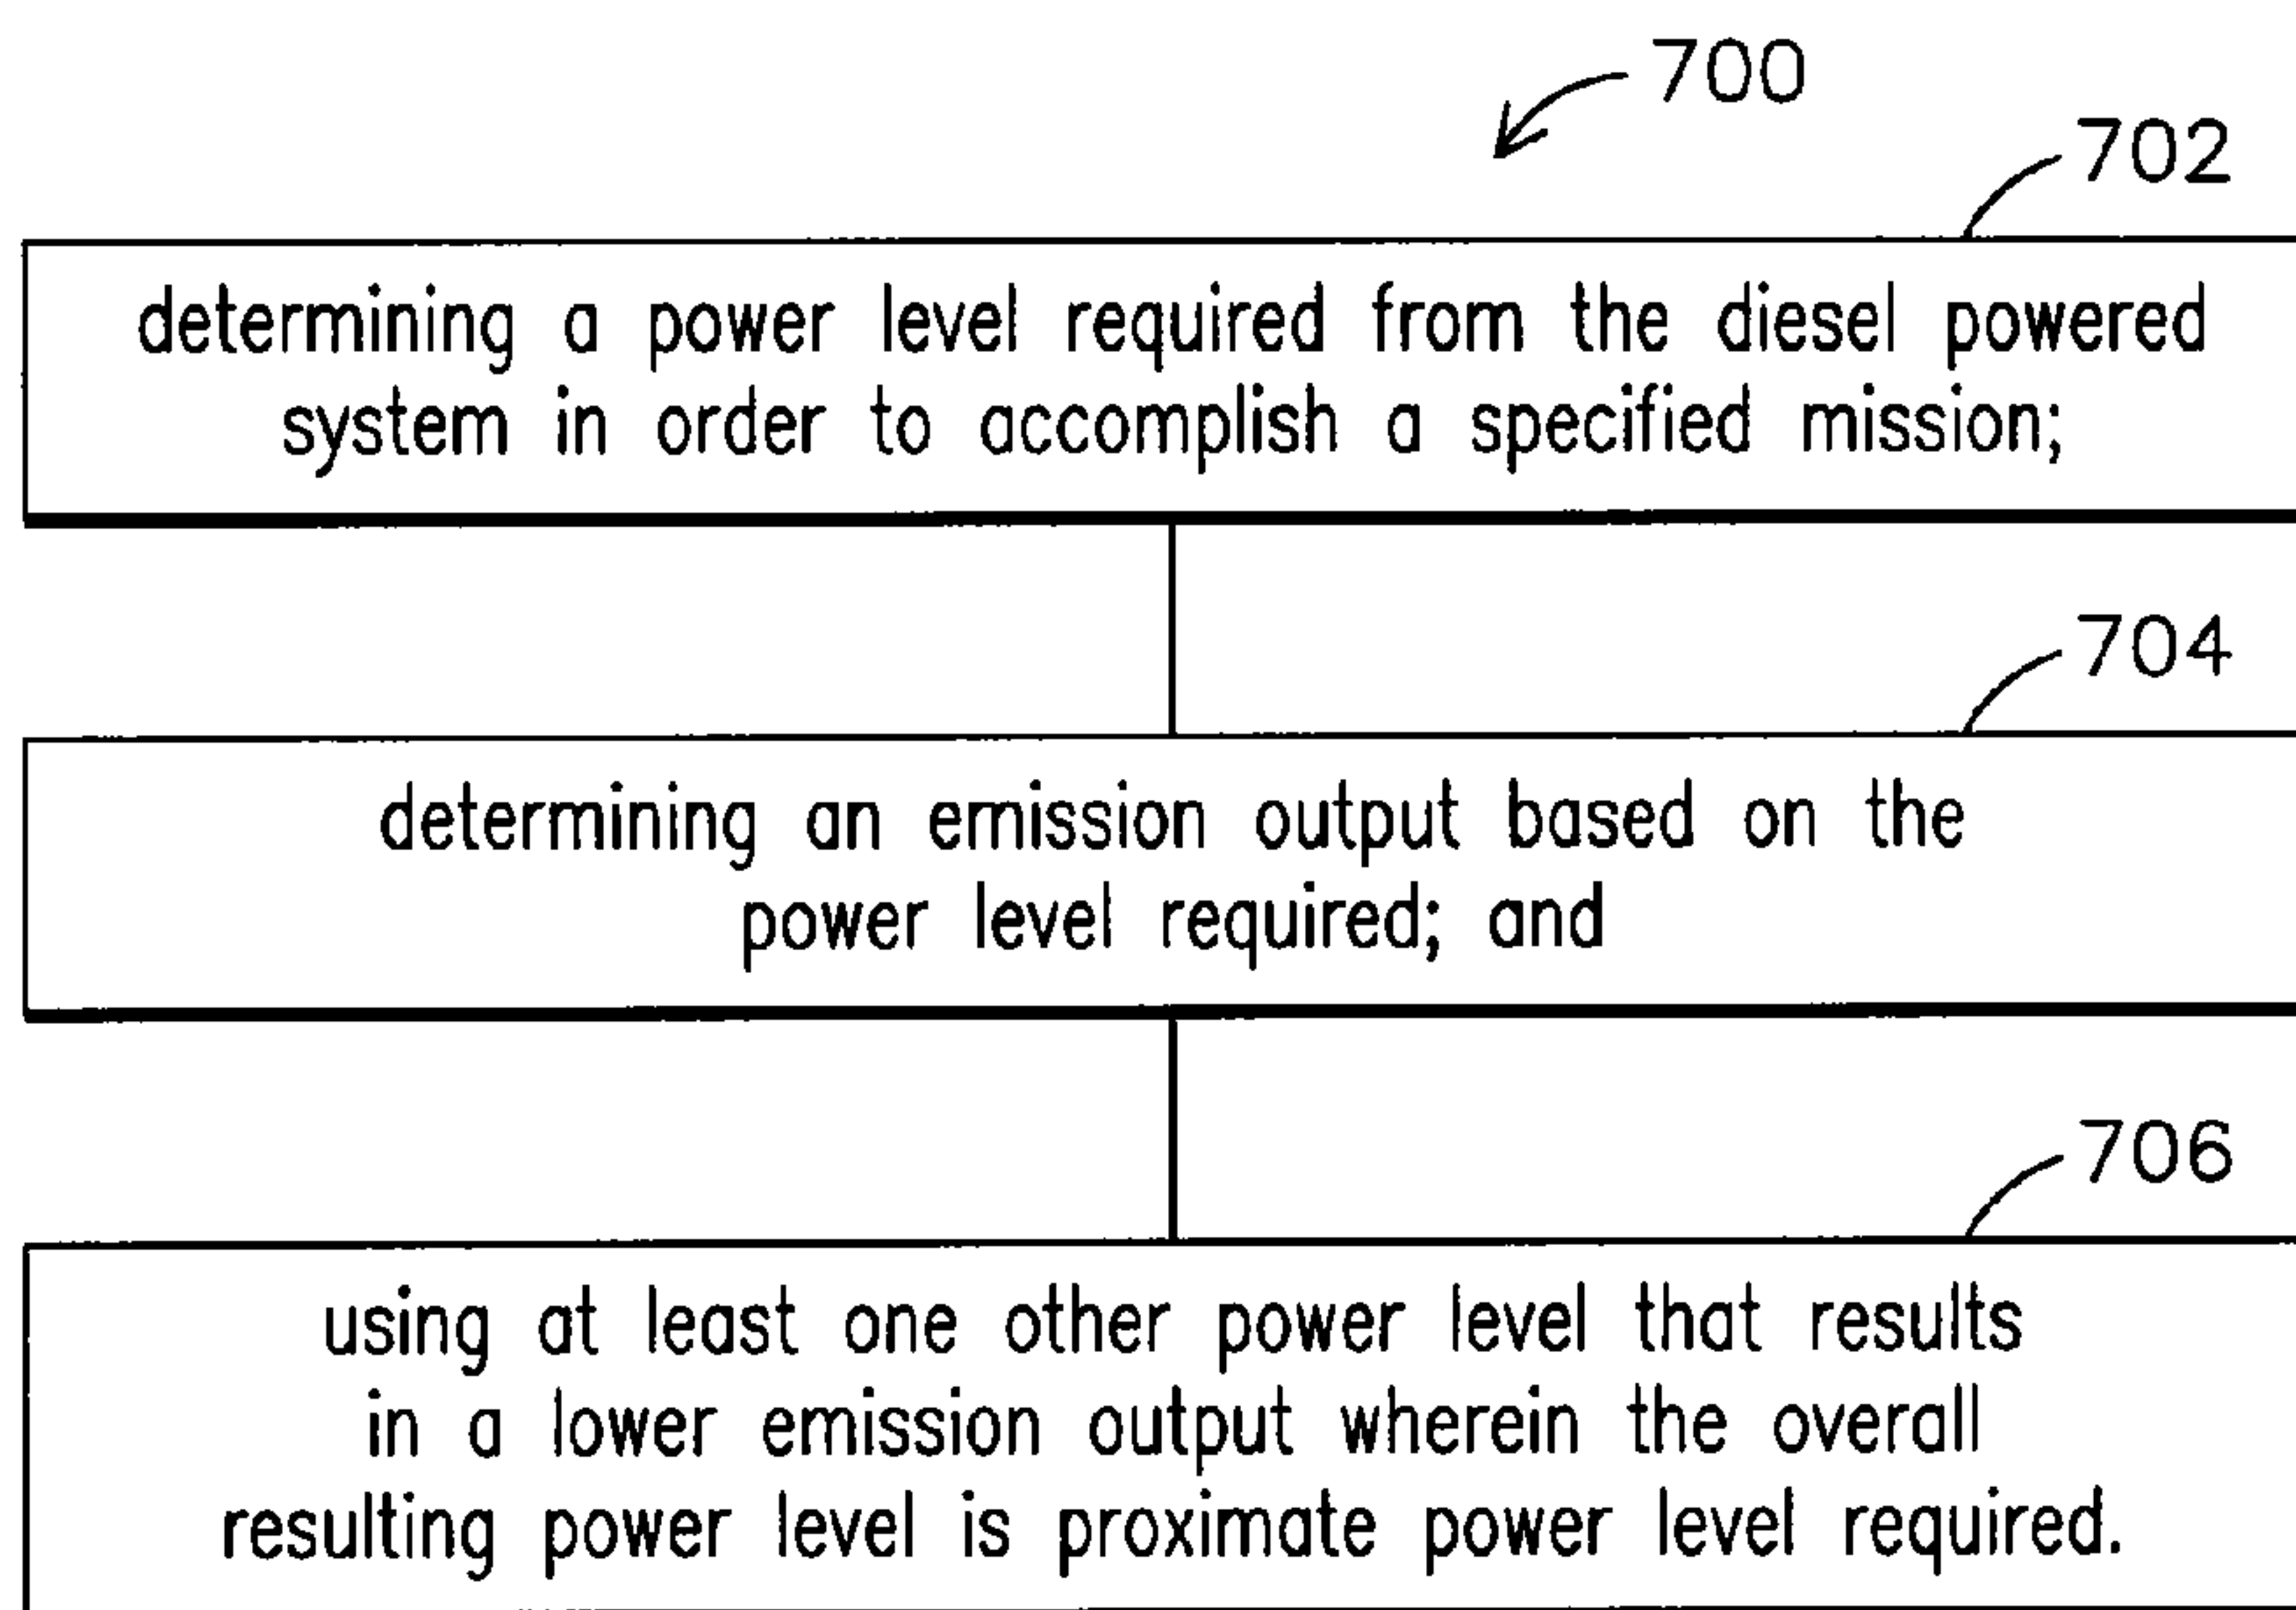 700
702
determining a power level required from the diesel powered
system in order to accomplish a specified mission;
704
determining an emission output based on the
power level required; and
706
using at least one other power level that results
in a lower emission output wherein the overall
resulting power level is proximate power level required.